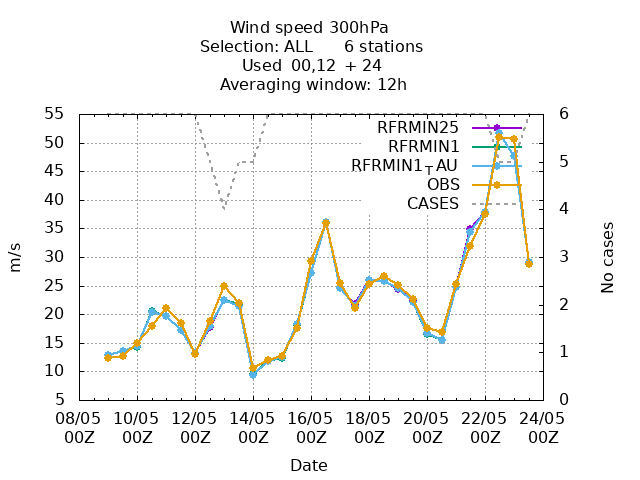 Wind speed 300hPa
Selection: ALL 6 stations
Used 00,12 + 24
Averaging window: 12h
55
50
45
40
35
30
25
20
15
10
5
m/s
6
5
4
3
2
1
0
No cases
RFRMIN25
RFRMIN1
RFRMIN1TAU
OBS
CASES
08/05 10/05 12/05 14/05 16/05 18/05 20/05 22/05 24/05
00Z 00Z 00Z 00Z 00Z 00Z 00Z 00Z 00Z
Date